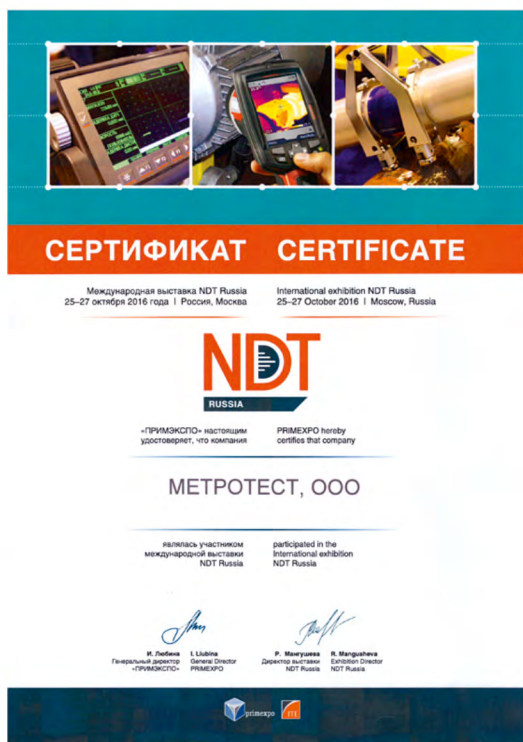 СЕРТИФИКАТ CERTIFICATE
Международная выставка NDT Russia
25–27 октября 2016 года | Россия, Москва
International exhibition NDT Russia
25–27 October 2016 | Moscow, Russia
NDT
RUSSIA
«ПРИМЭКСПО» настоящим
удостоверяет, что компания
PRIMEXPO hereby
certifies that company
МЕТРОТЕСТ, ООО
являлась участником
международной выставки
NDT Russia
participated in the
International exhibition
NDT Russia
И. Любина
Генеральный директор
«ПРИМЭКСПО»
I. Liubina
General Director
PRIMEXPO
Р. Мангушева
Директор выставки
NDT Russia
R. Mangusheva
Exhibition Director
NDT Russia
primexpo
ITE